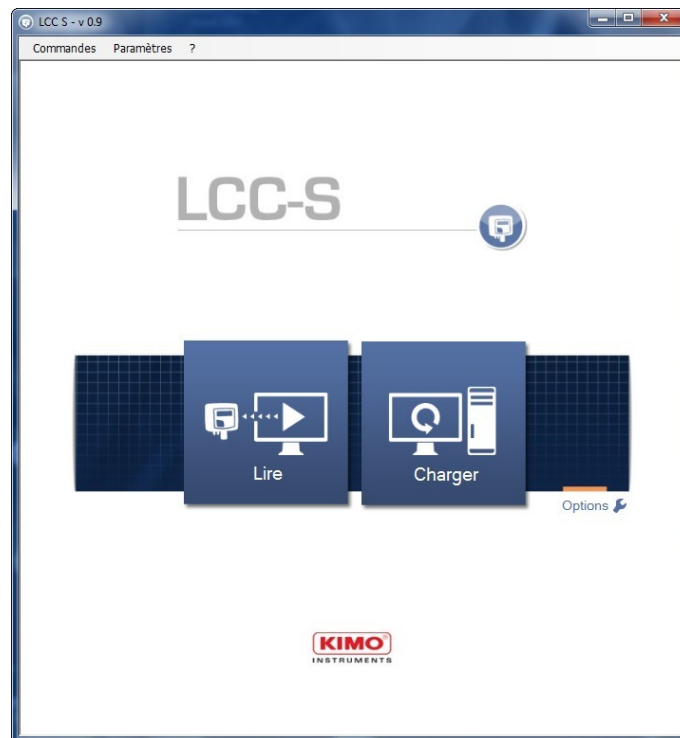 LCC S - v 0.9
Commandes Paramètres ?
LCC-S
Lire Charger
Options
KIMO
INSTRUMENTS